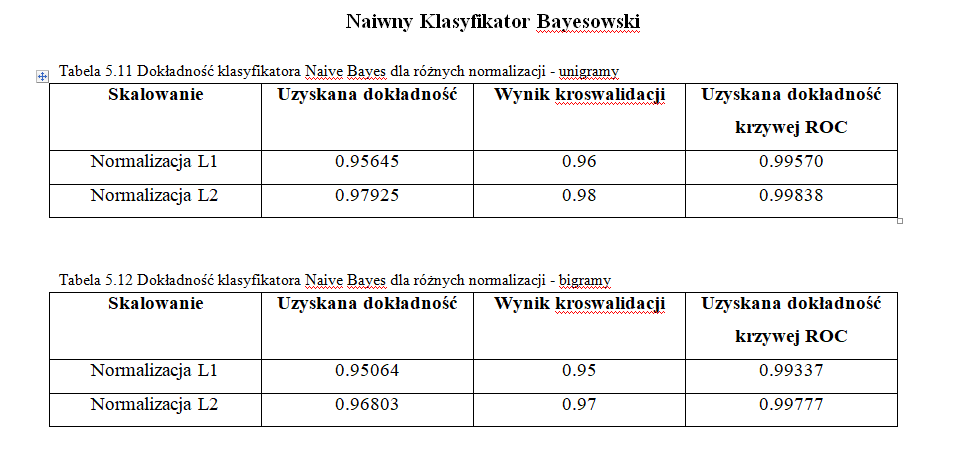 Naiwny Klasyfikator Bayesowski
Tabela 5.11 Dokładność klasyfikatora Naive Bayes dla różnych normalizacji - unigramy
Skalowanie Uzyskana dokładność Wynik kroswalidacji Uzyskana dokładność
krzywej ROC
Normalizacja L1 0.95645 0.96 0.99570
Normalizacja L2 0.97925 0.98 0.99838
Tabela 5.12 Dokładność klasyfikatora Naive Bayes dla różnych normalizacji - bigramy
Skalowanie Uzyskana dokładność Wynik kroswalidacji Uzyskana dokładność
krzywej ROC
Normalizacja L1 0.95064 0.95 0.99337
Normalizacja L2 0.96803 0.97 0.99777